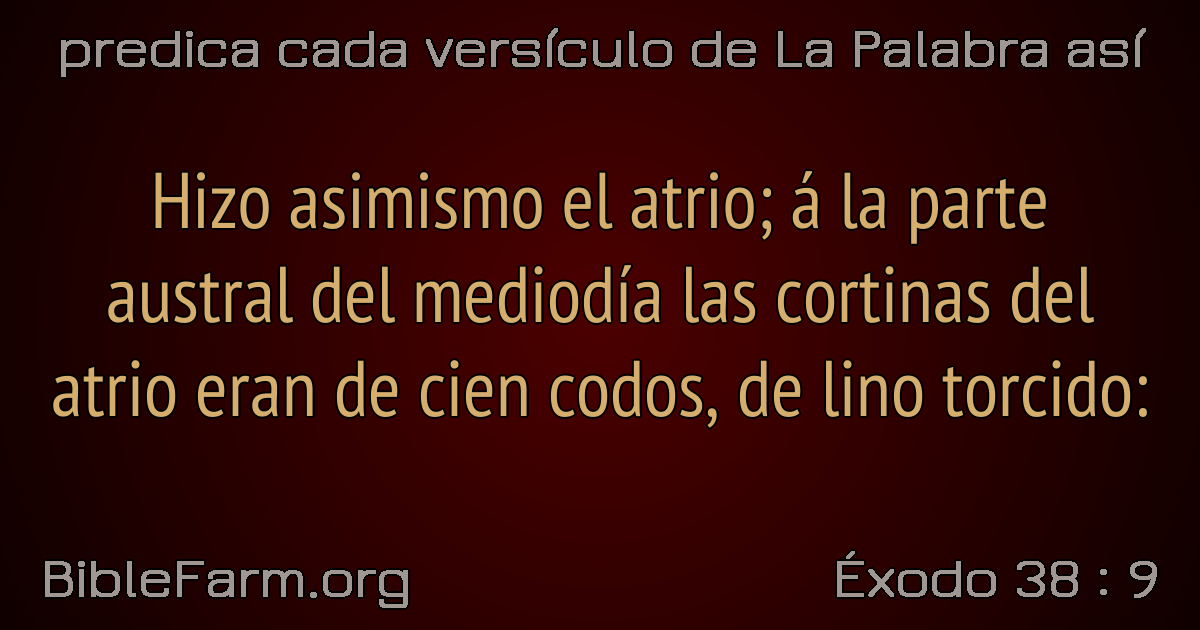 predica cada versículo de La Palabra así
Hizo asimismo el atrio; á la parte
austral del mediodía las cortinas del
atrio eran de cien codos, de lino torcido:
BibleFarm.org
Éxodo 38 : 9